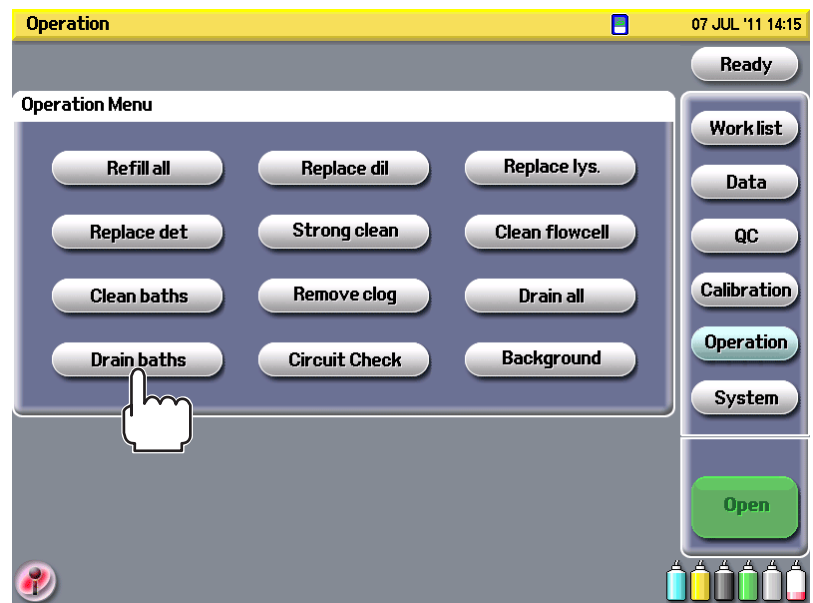 Operation
07 JUL '11 14:15
Ready
Operation Menu
Refill all
Replace dil
Replace lys.
Replace det
Strong clean
Clean flowcell
Clean baths
Remove clog
Drain all
Drain baths
Circuit Check
Background
Work list
Data
QC
Calibration
Operation
System
Open